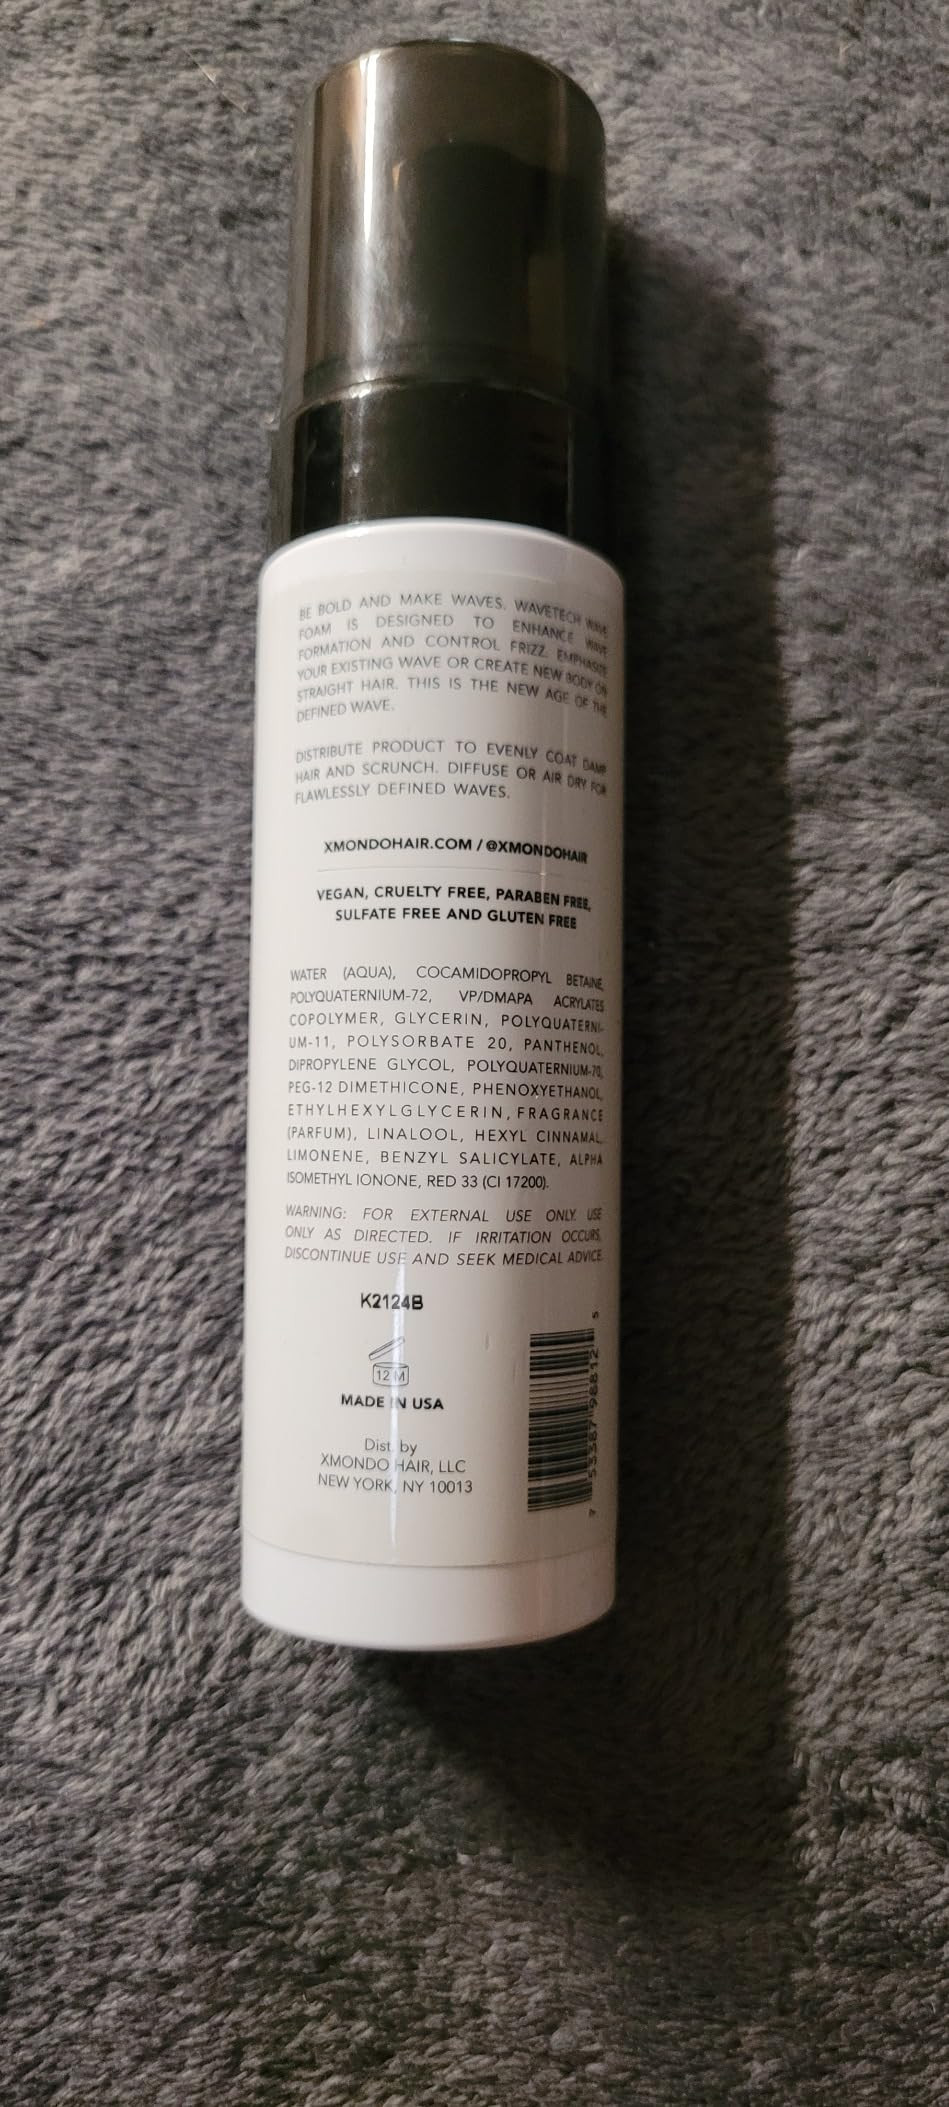 BE BOLD AND MAKE WAVES. WAVETECH WAVE
FOAM IS DESIGNED TO ENHANCE WAVE
FORMATION AND CONTROL FRIZZ. EMPHASIZE
YOUR EXISTING WAVE OR CREATE NEW BODY ON
STRAIGHT HAIR. THIS IS THE NEW AGE OF THE
DEFINED WAVE.
DISTRIBUTE PRODUCT TO EVENLY COAT DAMP
HAIR AND SCRUNCH. DIFFUSE OR AIR DRY FOR
FLAWLESSLY DEFINED WAVES.
XMONDOHAIR.COM / @XMONDOHAIR
VEGAN, CRUELTY FREE, PARABEN FREE,
SULFATE FREE AND GLUTEN FREE
WATER (AQUA), COCAMIDOPROPYL BETAINE,
POLYQUATERNIUM-72, VP/DMAPA ACRYLATES
COPOLYMER, GLYCERIN, POLYQUATERNI-
UM-11, POLYSORBATE 20, PANTHENOL,
DIPROPYLENE GLYCOL, POLYQUATERNIUM-70,
PEG-12 DIMETHICONE, PHENOXYETHANOL,
ETHYLHEXYLGLYCERIN, FRAGRANCE
(PARFUM), LINALOOL, HEXYL CINNAMAL,
LIMONENE, BENZYL SALICYLATE, ALPHA
ISOMETHYL IONONE, RED 33 (CI 17200).
WARNING: FOR EXTERNAL USE ONLY. USE
ONLY AS DIRECTED. IF IRRITATION OCCURS,
DISCONTINUE USE AND SEEK MEDICAL ADVICE.
K2124B
12 M
MADE IN USA
Dist. by
XMONDO HAIR, LLC
NEW YORK, NY 10013
7 53387 98812 5